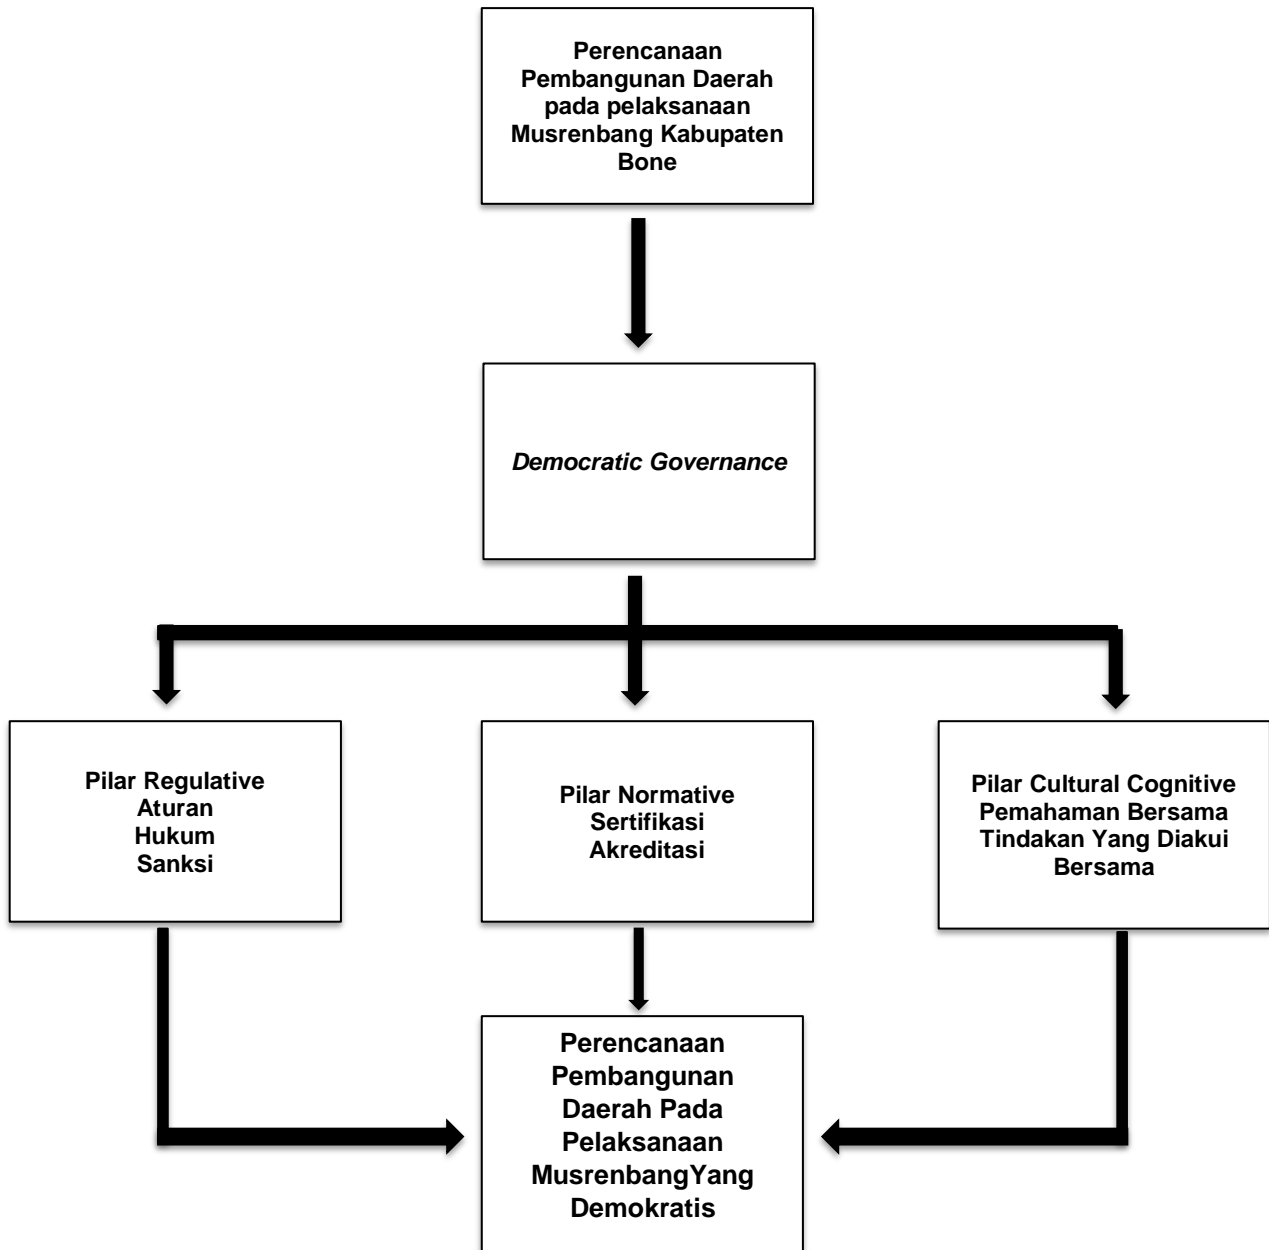 Perencanaan
Pembangunan Daerah
pada pelaksanaan
Musrenbang Kabupaten
Bone
Democratic Governance
Pilar Regulative
Aturan
Hukum
Sanksi
Pilar Normative
Sertifikasi
Akreditasi
Pilar Cultural Cognitive
Pemahaman Bersama
Tindakan Yang Diakui
Bersama
Perencanaan
Pembangunan
Daerah Pada
Pelaksanaan
MusrenbangYang
Demokratis